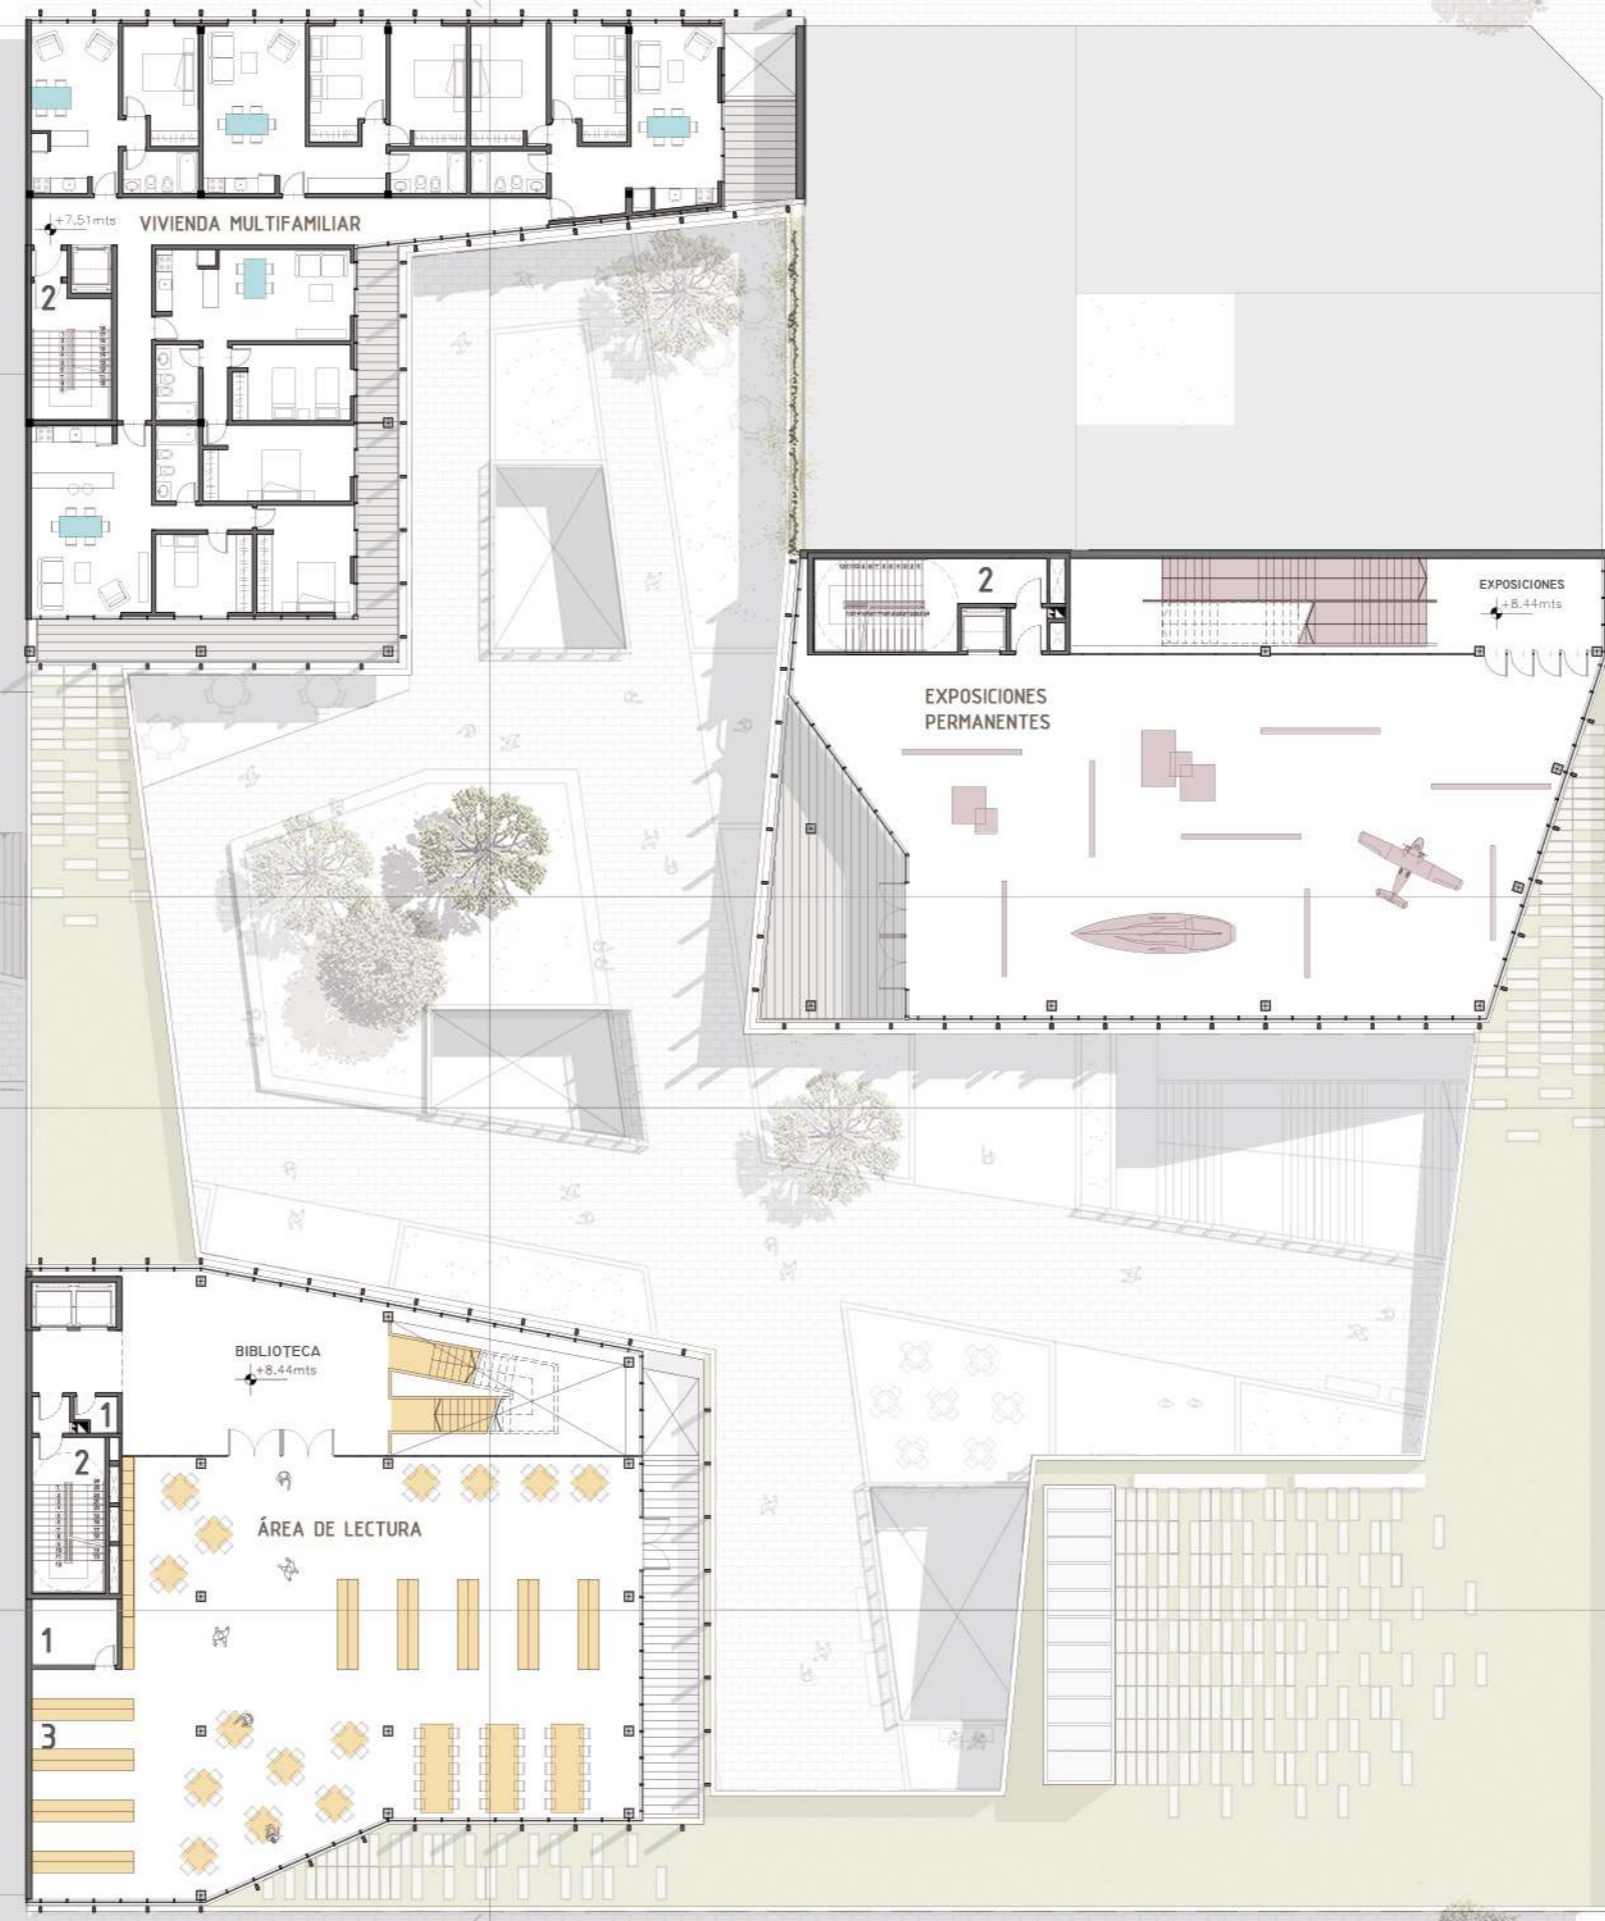 +7.51mts
VIVIENDA MULTIFAMILIAR
2
2
EXPOSICIONES
+8.44mts
EXPOSICIONES
PERMANENTES
BIBLIOTECA
+8.44mts
1
2
ÁREA DE LECTURA
1
3